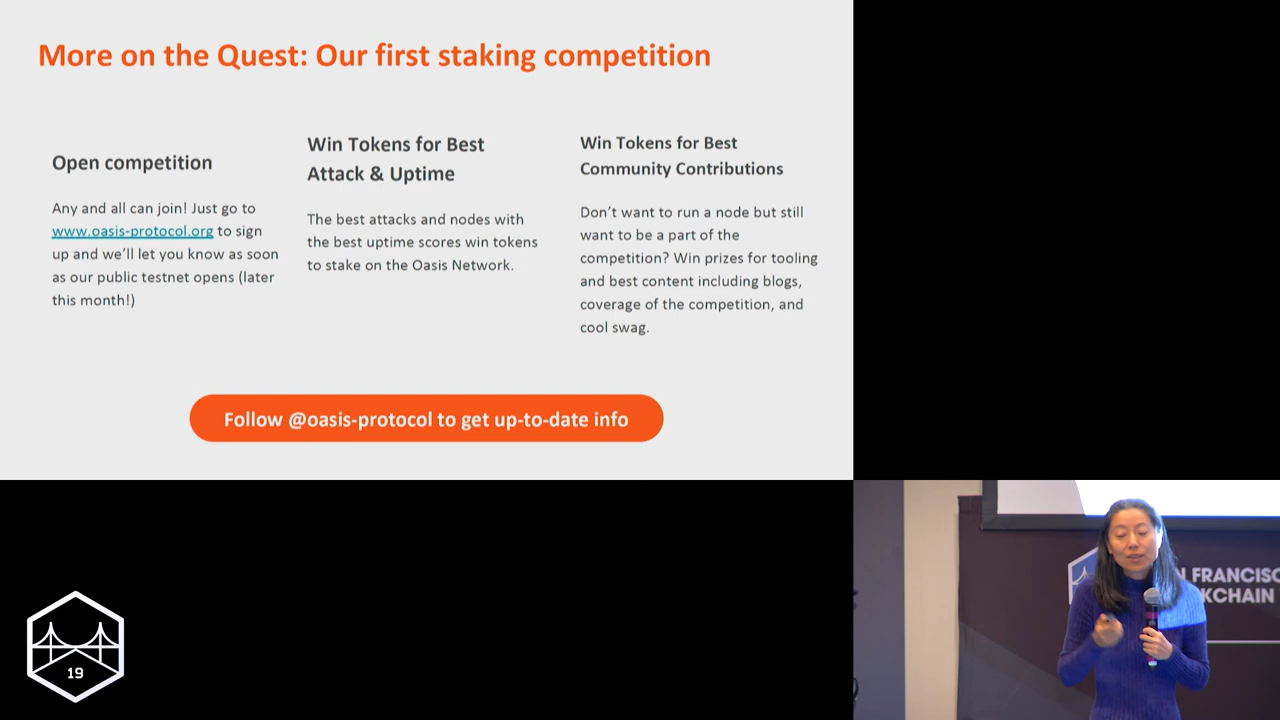 More on the Quest: Our first staking competition
Open competition
Any and all can join! Just go to
www.oasis-protocol.org to sign
up and we’ll let you know as soon
as our public testnet opens (later
this month!)
Win Tokens for Best
Attack & Uptime
The best attacks and nodes with
the best uptime scores win tokens
to stake on the Oasis Network.
Win Tokens for Best
Community Contributions
Don’t want to run a node but still
want to be a part of the
competition? Win prizes for tooling
and best content including blogs,
coverage of the competition, and
cool swag.
Follow @oasis-protocol to get up-to-date info
19
N FRANCISC
KCHAIN